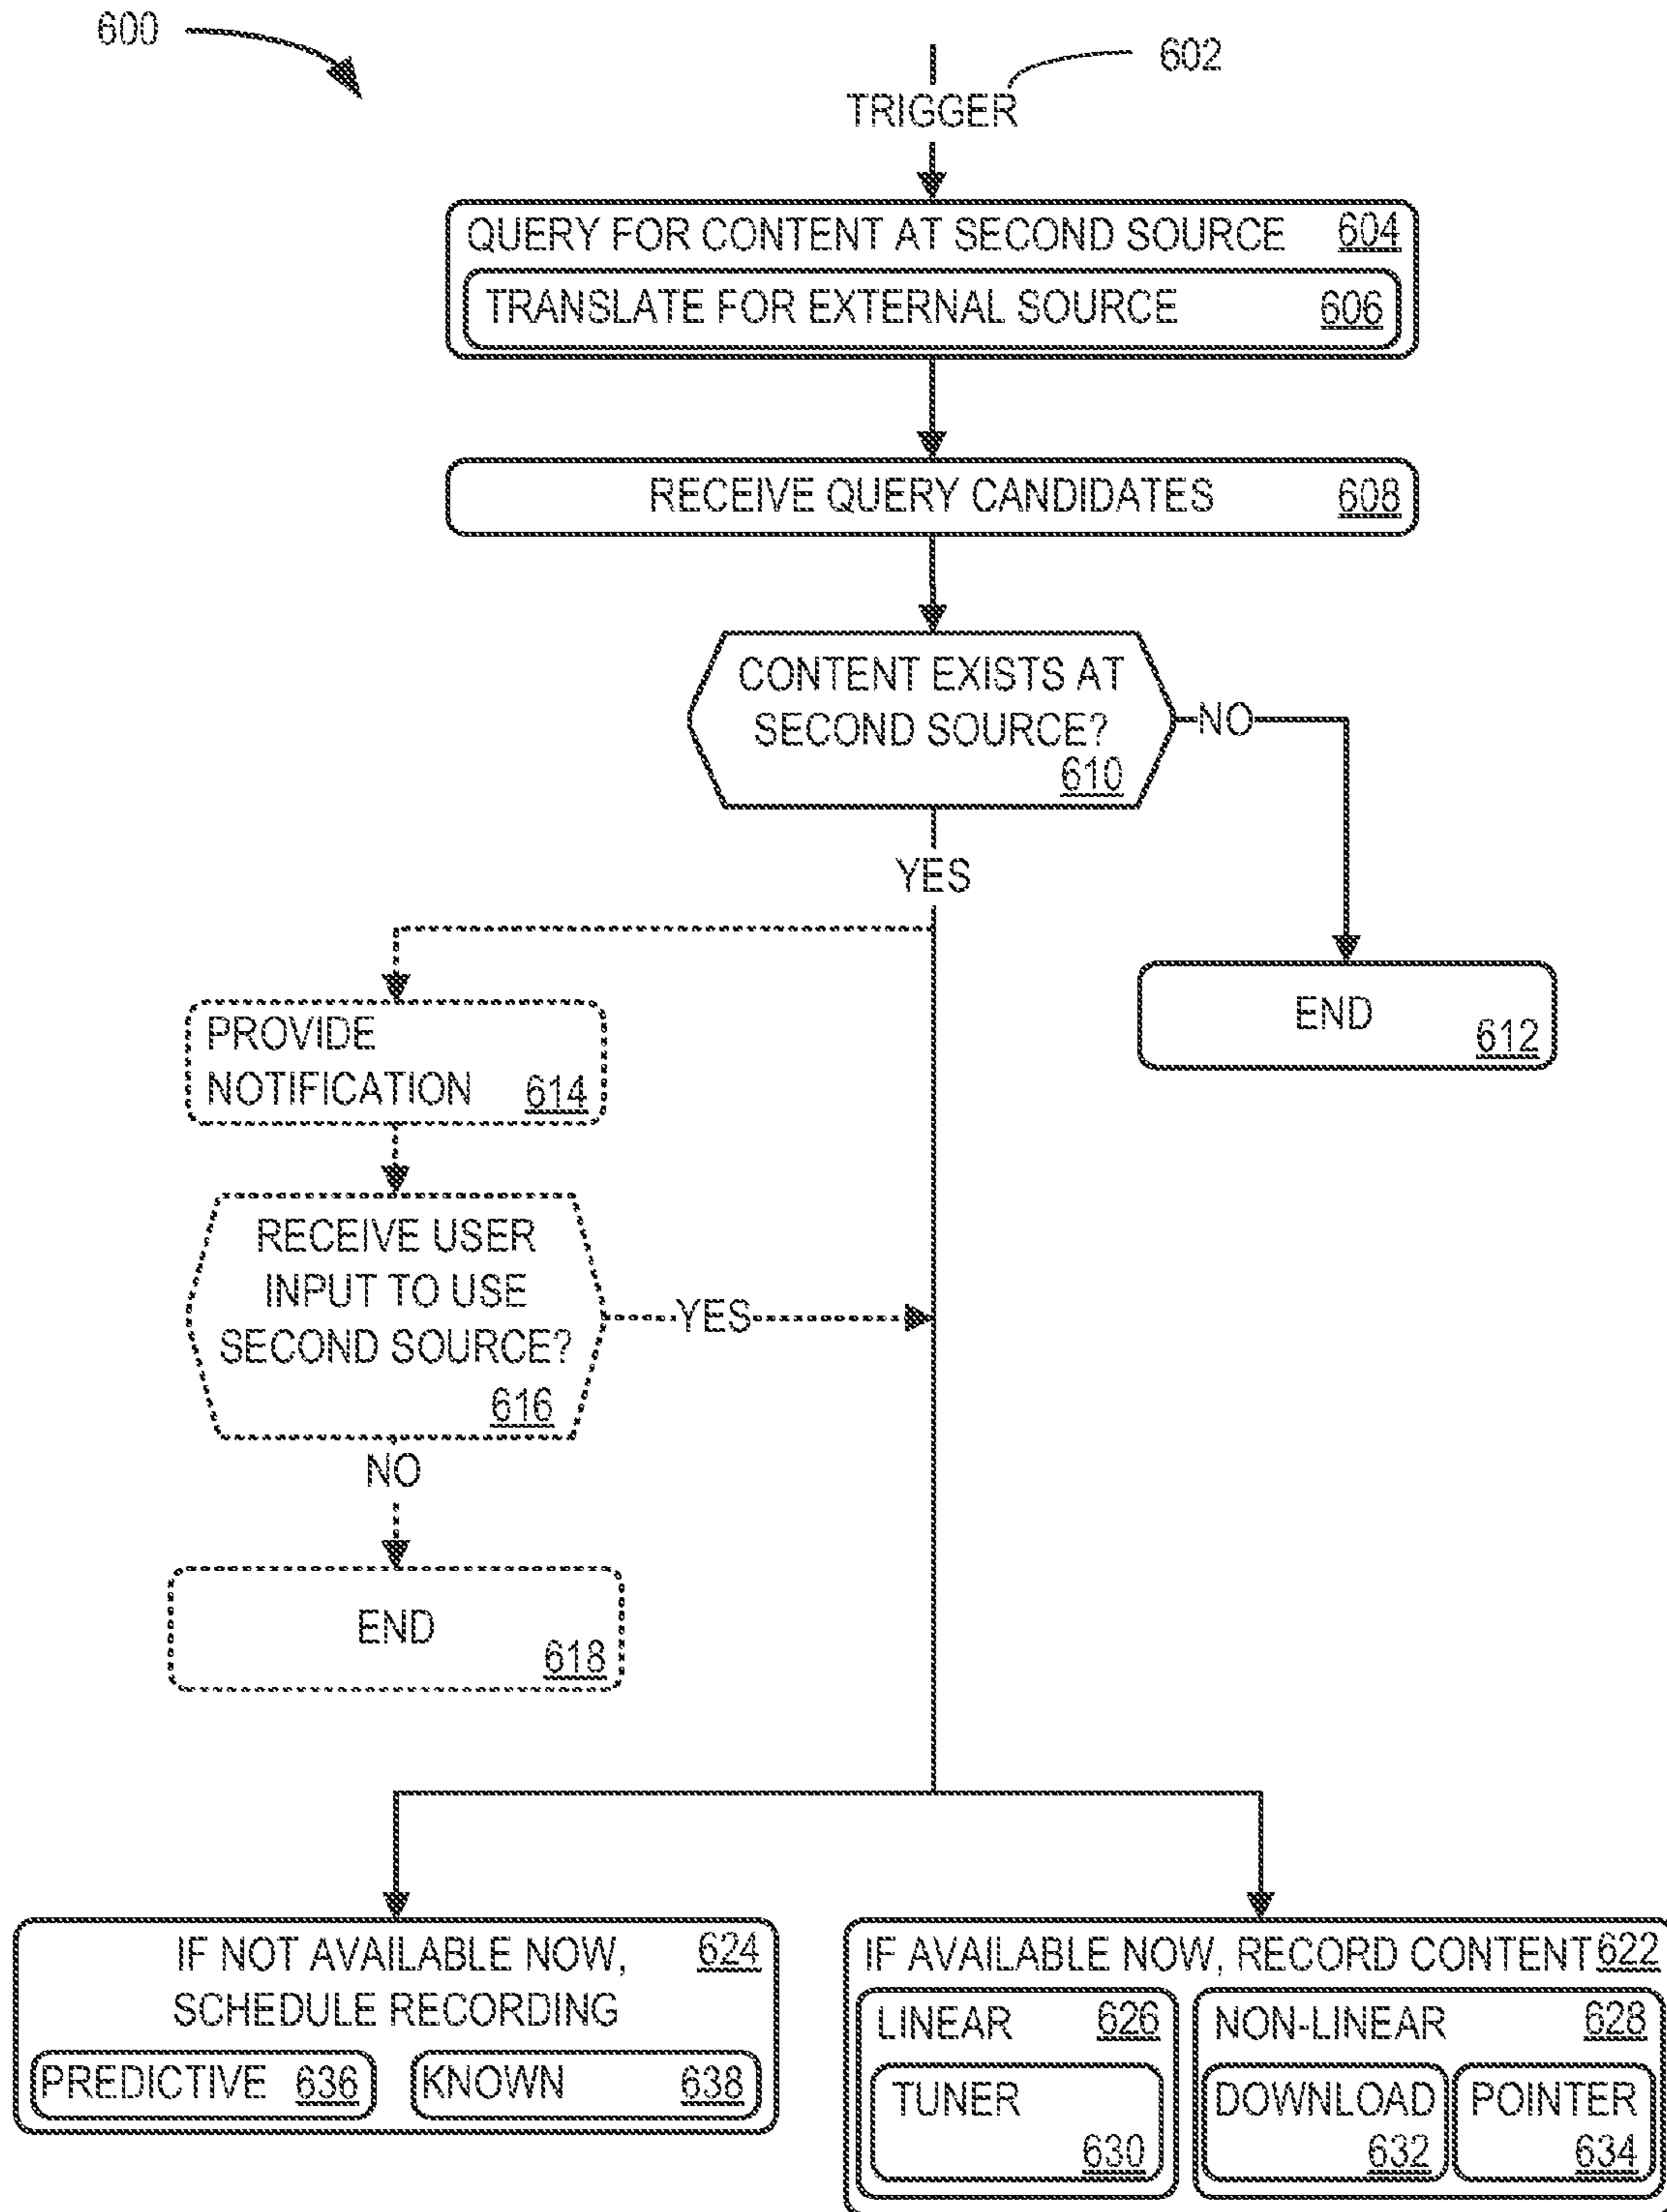 600
602
TRIGGER
QUERY FOR CONTENT AT SECOND SOURCE 604
TRANSLATE FOR EXTERNAL SOURCE 606
RECEIVE QUERY CANDIDATES 608
CONTENT EXISTS AT
SECOND SOURCE?
610
NO
YES
END
612
PROVIDE
NOTIFICATION 614
RECEIVE USER
INPUT TO USE
SECOND SOURCE?
616
YES
NO
END
618
IF NOT AVAILABLE NOW, 624
SCHEDULE RECORDING
PREDICTIVE 636
KNOWN 638
IF AVAILABLE NOW, RECORD CONTENT 622
LINEAR 626
TUNER
630
NON-LINEAR 628
DOWNLOAD
632
POINTER
634